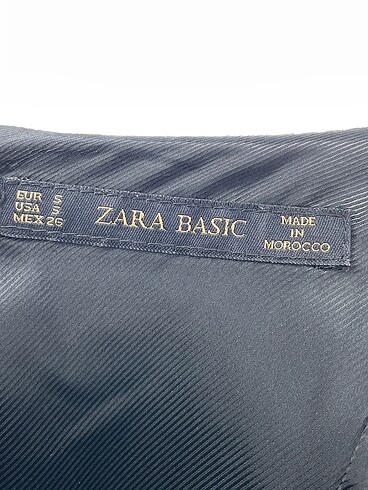 EUR S
USA S
MEX 26
ZARA BASIC
MADE
IN
MOROCCO